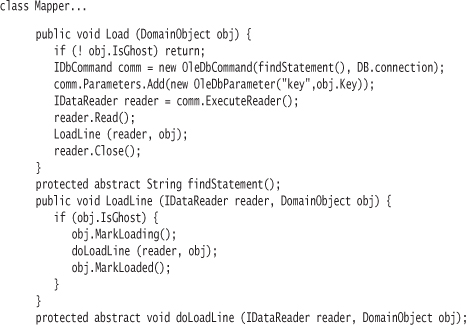 class Mapper...
public void Load (DomainObject obj) {
if (! obj.IsGhost) return;
IDbCommand comm = new OleDbCommand(findStatement(), DB.connection);
comm.Parameters.Add(new OleDbParameter("key",obj.Key));
IDataReader reader = comm.ExecuteReader();
reader.Read();
LoadLine (reader, obj);
reader.Close();
}
protected abstract String findStatement();
public void LoadLine (IDataReader reader, DomainObject obj) {
if (obj.IsGhost) {
obj.MarkLoading();
doLoadLine (reader, obj);
obj.MarkLoaded();
}
}
protected abstract void doLoadLine (IDataReader reader, DomainObject obj);